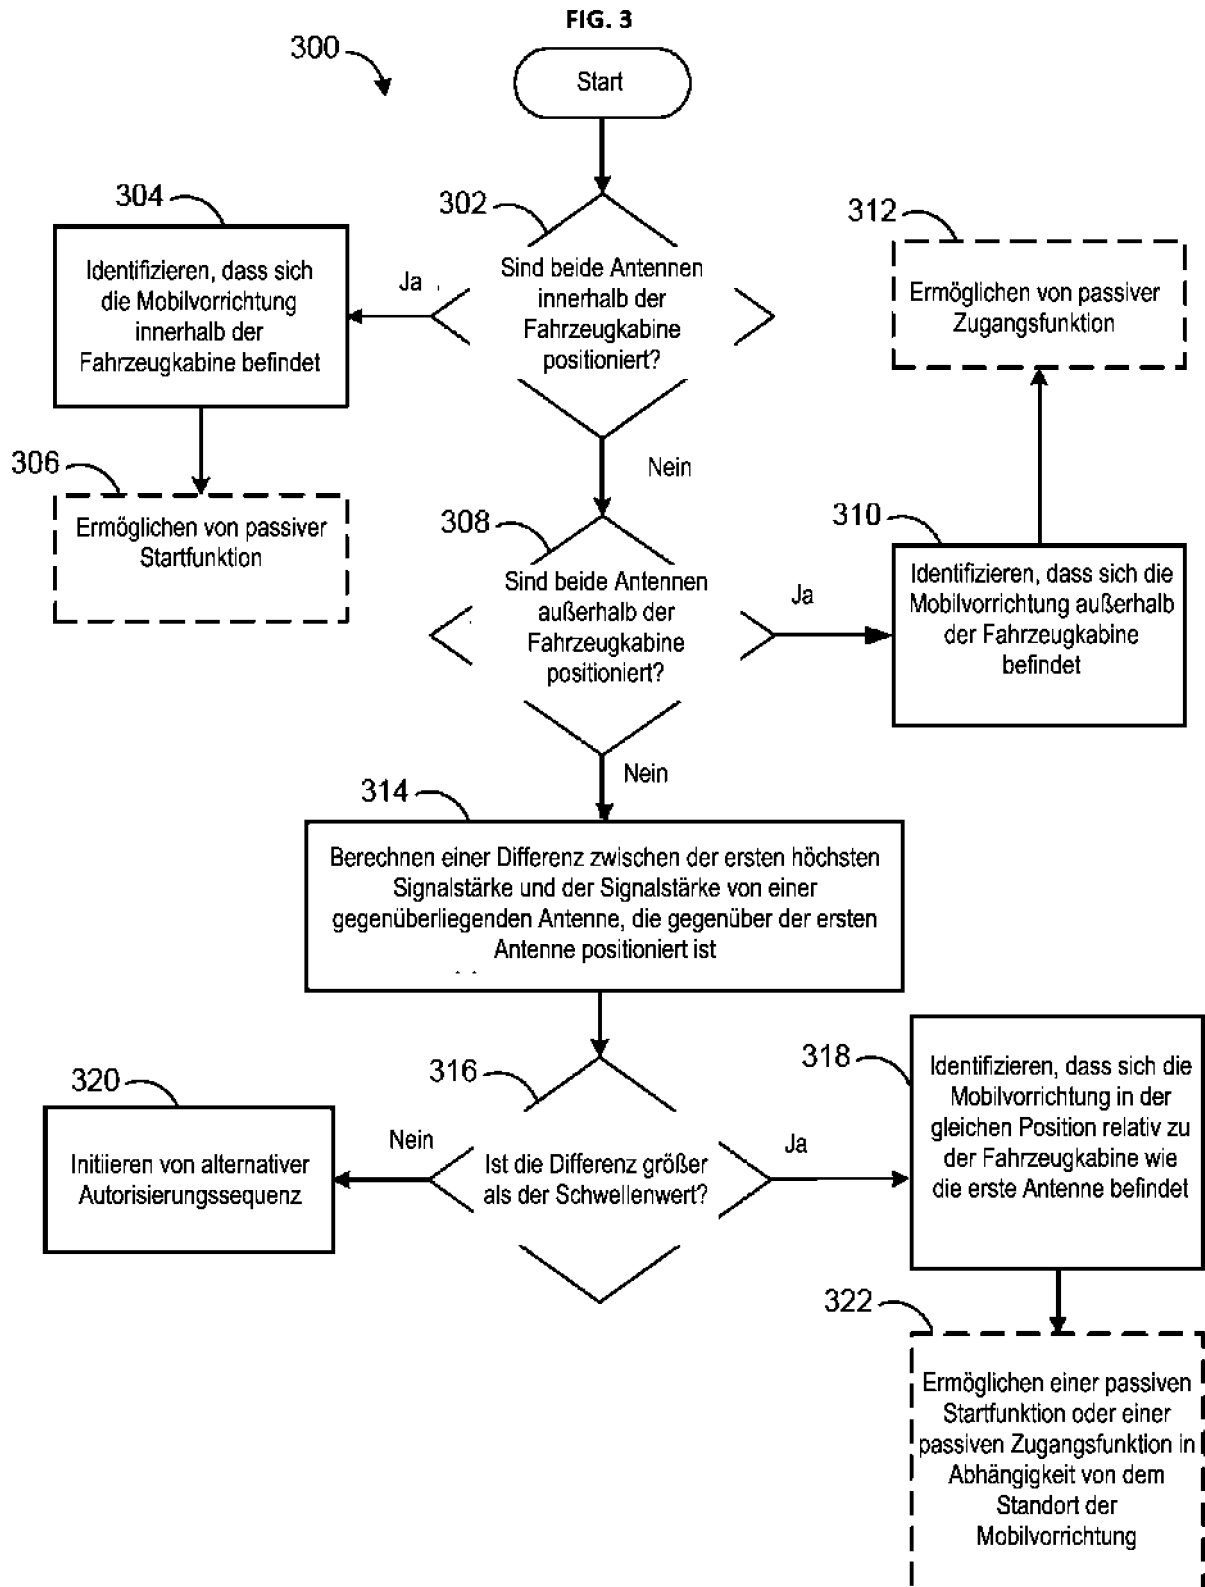 FIG. 3
300
Start
302
Sind beide Antennen
innerhalb der
Fahrzeugkabine
positioniert?
Ja
304
Identifizieren, dass sich
die Mobilvorrichtung
innerhalb der
Fahrzeugkabine befindet
306
Ermöglichen von passiver
Startfunktion
Nein
308
Sind beide Antennen
außerhalb der
Fahrzeugkabine
positioniert?
Ja
310
Identifizieren, dass sich die
Mobilvorrichtung außerhalb
der Fahrzeugkabine
befindet
312
Ermöglichen von passiver
Zugangsfunktion
Nein
314
Berechnen einer Differenz zwischen der ersten höchsten
Signalstärke und der Signalstärke von einer
gegenüberliegenden Antenne, die gegenüber der ersten
Antenne positioniert ist
316
Ist die Differenz größer
als der Schwellenwert?
Nein
320
Initiieren von alternativer
Autorisierungssequenz
Ja
318
Identifizieren, dass sich die
Mobilvorrichtung in der
gleichen Position relativ zu
der Fahrzeugkabine wie
die erste Antenne befindet
322
Ermöglichen einer passiven
Startfunktion oder einer
passiven Zugangsfunktion in
Abhängigkeit von dem
Standort der
Mobilvorrichtung